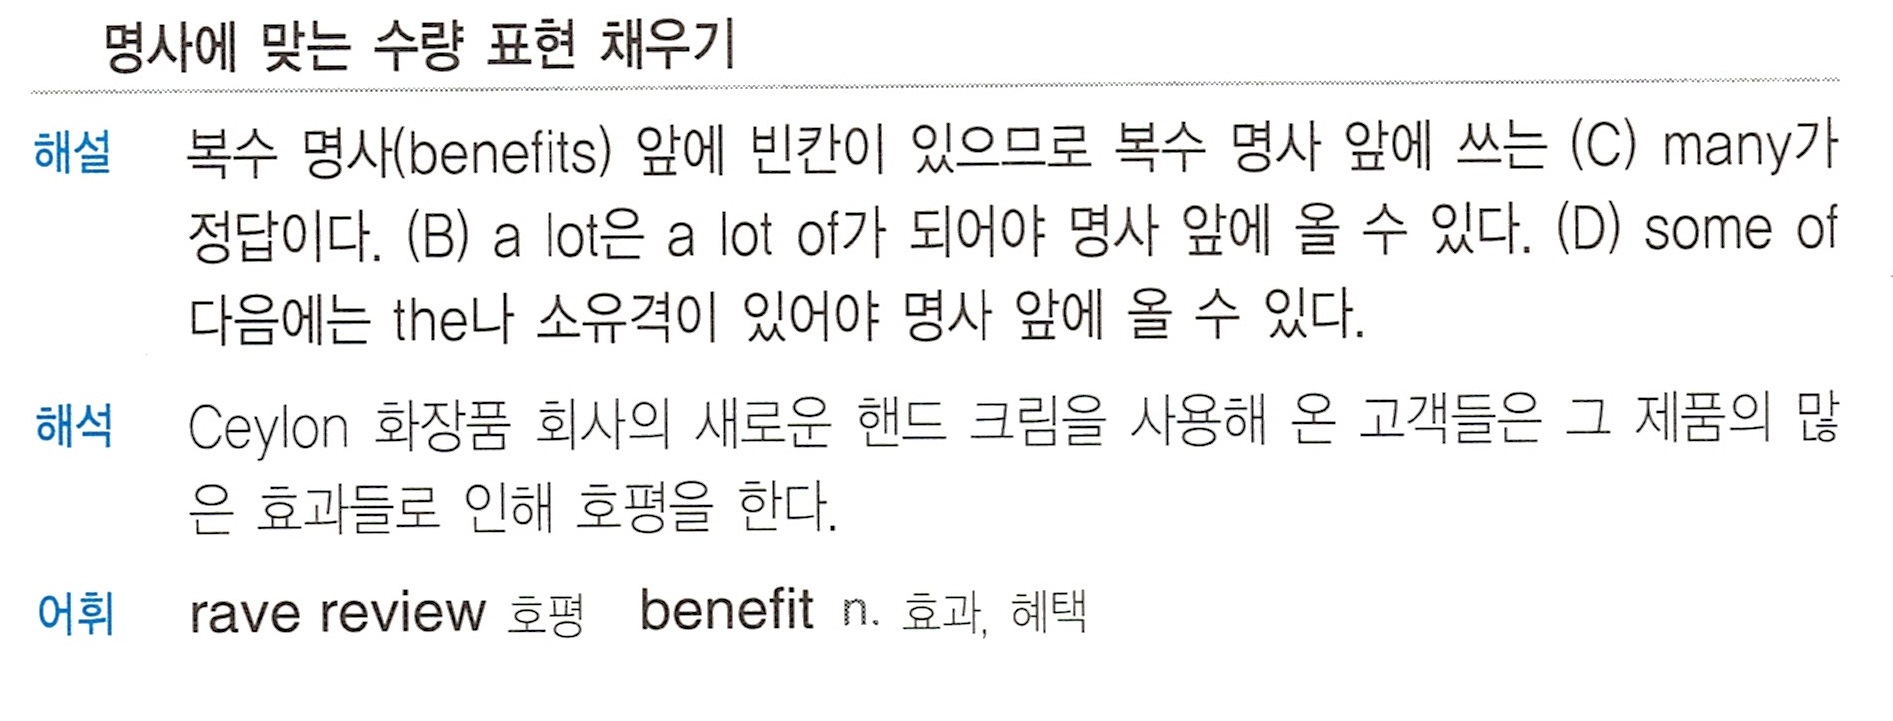 명사에 맞는 수량 표현 채우기
해설 복수 명사(benefits) 앞에 빈칸이 있으므로 복수 명사 앞에 쓰는 (C) many가
정답이다. (B) a lot은 a lot of가 되어야 명사 앞에 올 수 있다. (D) some of
다음에는 the나 소유격이 있어야 명사 앞에 올 수 있다.
해석 Ceylon 화장품 회사의 새로운 핸드 크림을 사용해 온 고객들은 그 제품의 많
은 효과들로 인해 호평을 한다.
어휘 rave review 호평 benefit n. 효과, 혜택